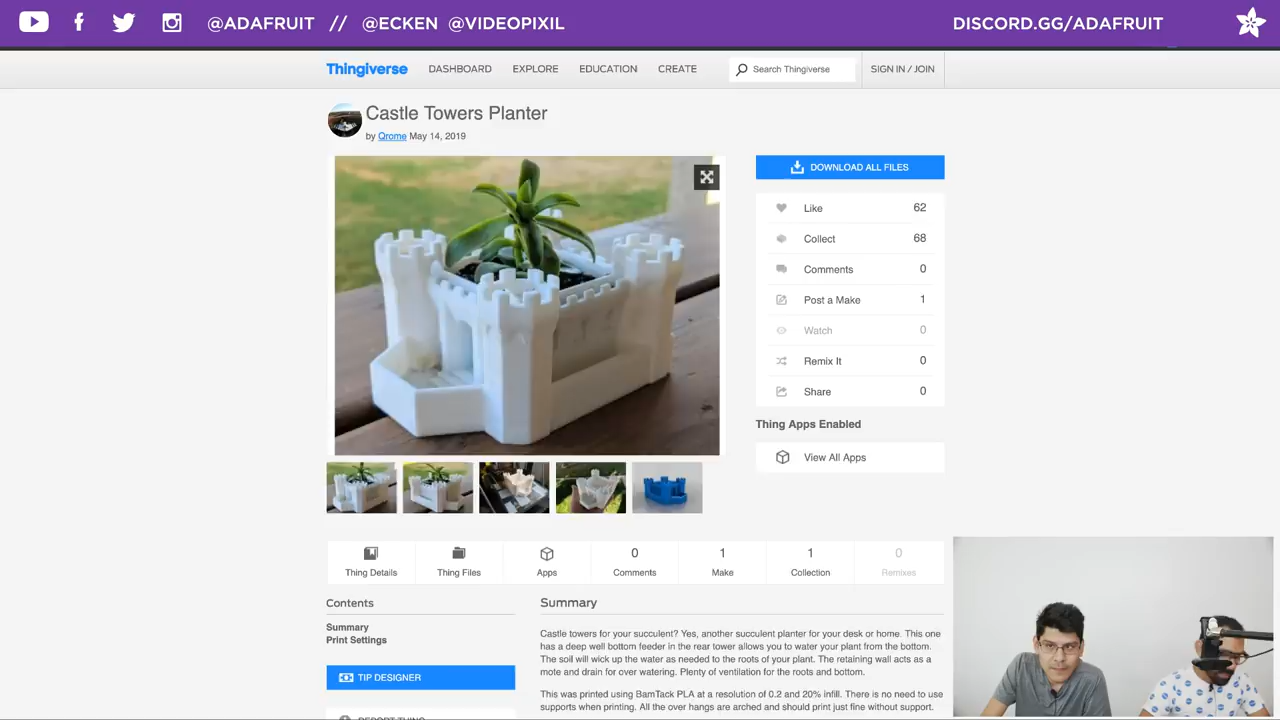 @ADAFRUIT // @ECKEN @VIDEOPIXIL
DISCORD.GG/ADAFRUIT
Thingiverse
DASHBOARD
EXPLORE
EDUCATION
CREATE
Search Thingiverse
SIGN IN / JOIN
Castle Towers Planter
by Qrome May 14, 2019
DOWNLOAD ALL FILES
Like 62
Collect 68
Comments 0
Post a Make 1
Watch 0
Remix It 0
Share 0
Thing Apps Enabled
View All Apps
0
1
1
0
Thing Details
Thing Files
Apps
Comments
Make
Collection
Remixes
Contents
Summary
Print Settings
TIP DESIGNER
REPORT THING
Summary
Castle towers for your succulent? Yes, another succulent planter for your desk or home. This one
has a deep well bottom feeder in the rear tower allows you to water your plant from the bottom.
The soil will wick up the water as needed to the roots of your plant. The retaining wall acts as a
mote and drain for over watering. Plenty of ventilation for the roots and bottom.
This was printed using BamTack PLA at a resolution of 0.2 and 20% infill. There is no need to use
supports when printing. All the over hangs are arched and should print just fine without support.